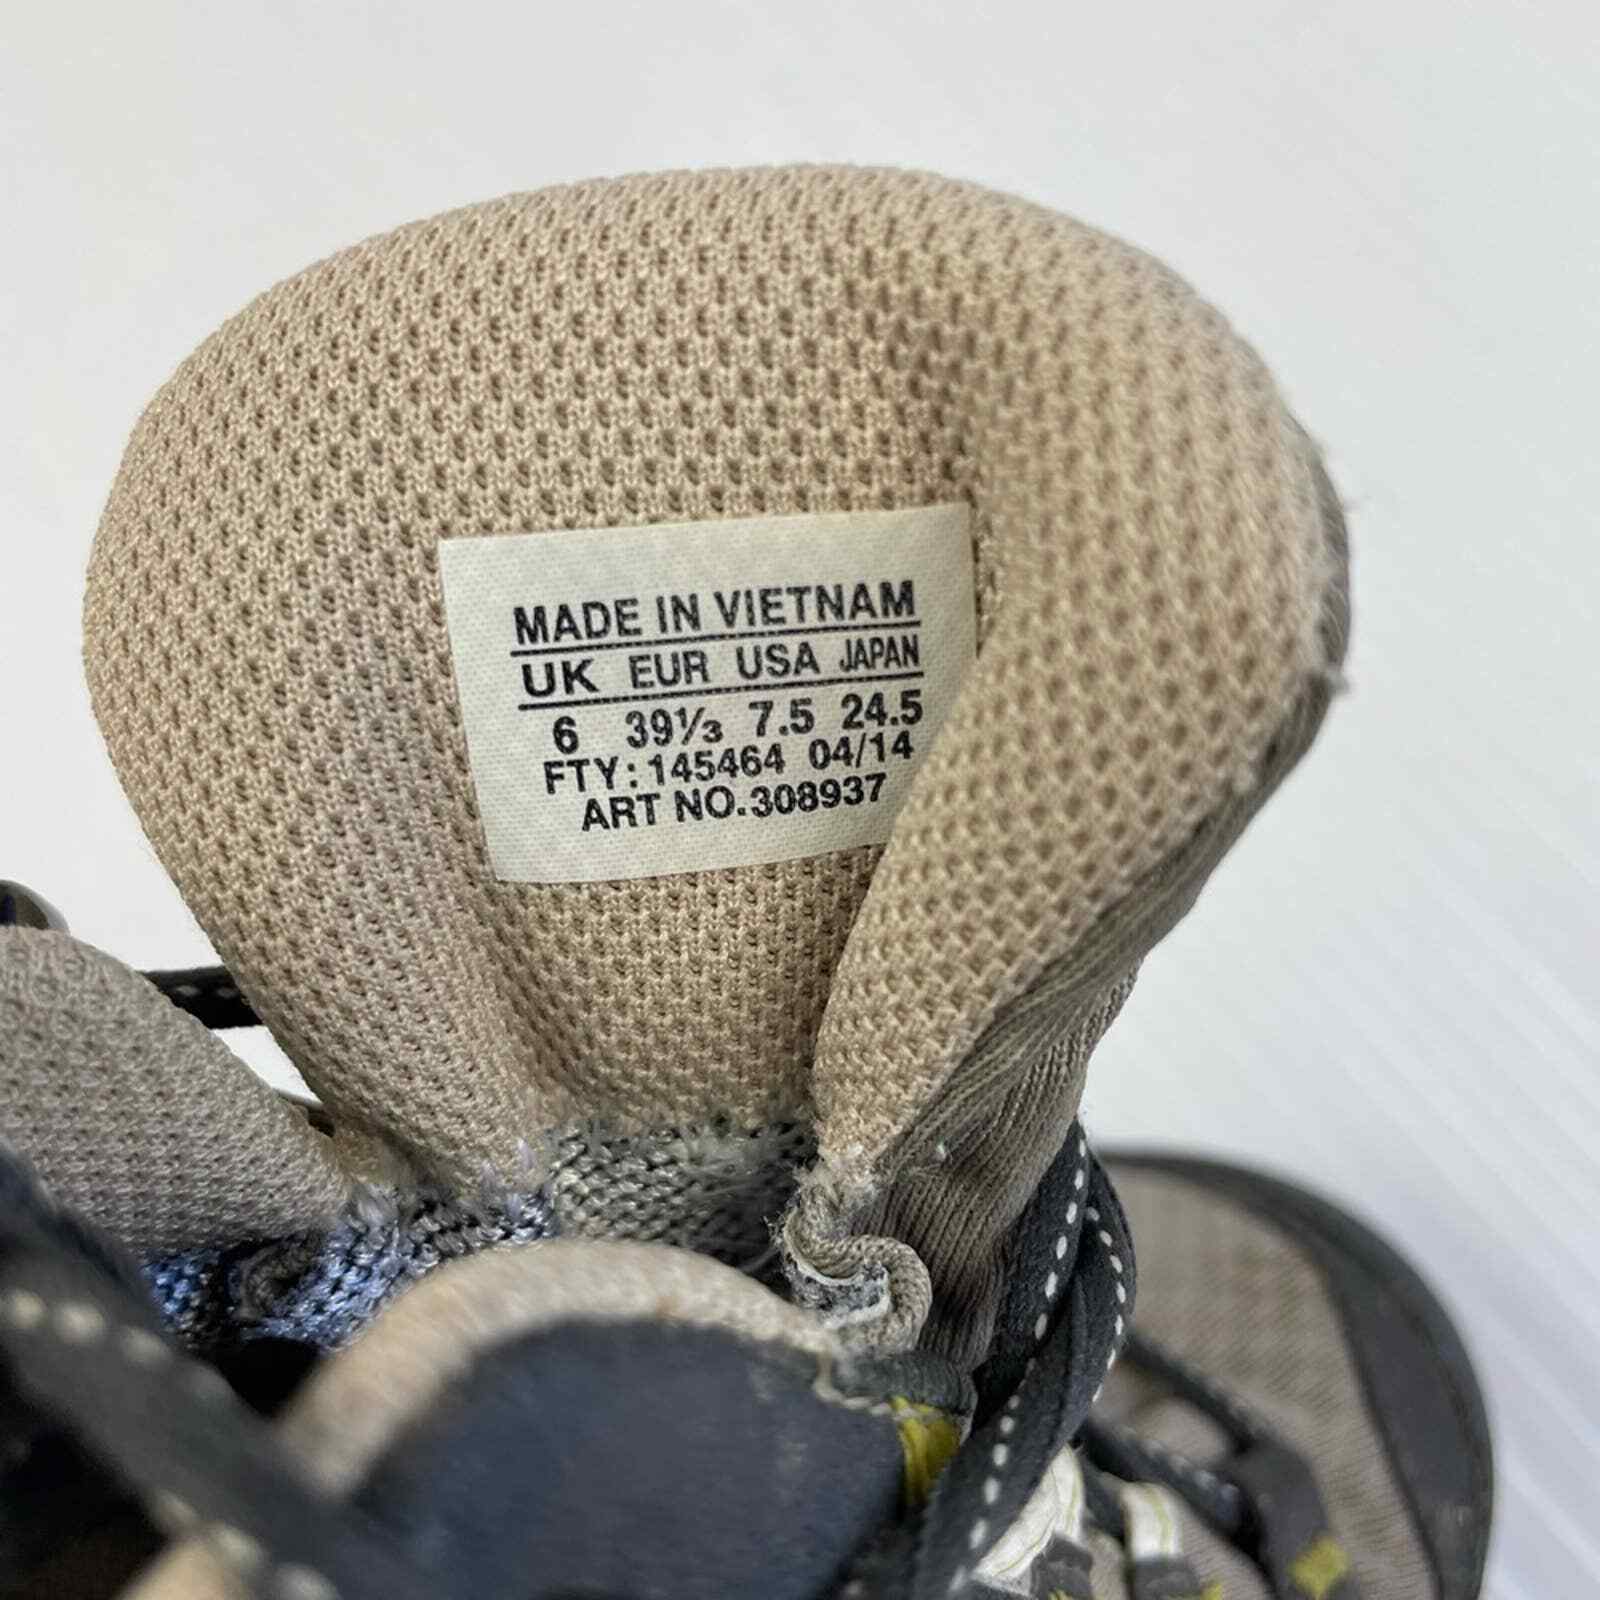 MADE IN VIETNAM
UK EUR USA JAPAN
6 39⅓ 7.5 24.5
FTY: 145464 04/14
ART NO. 308937